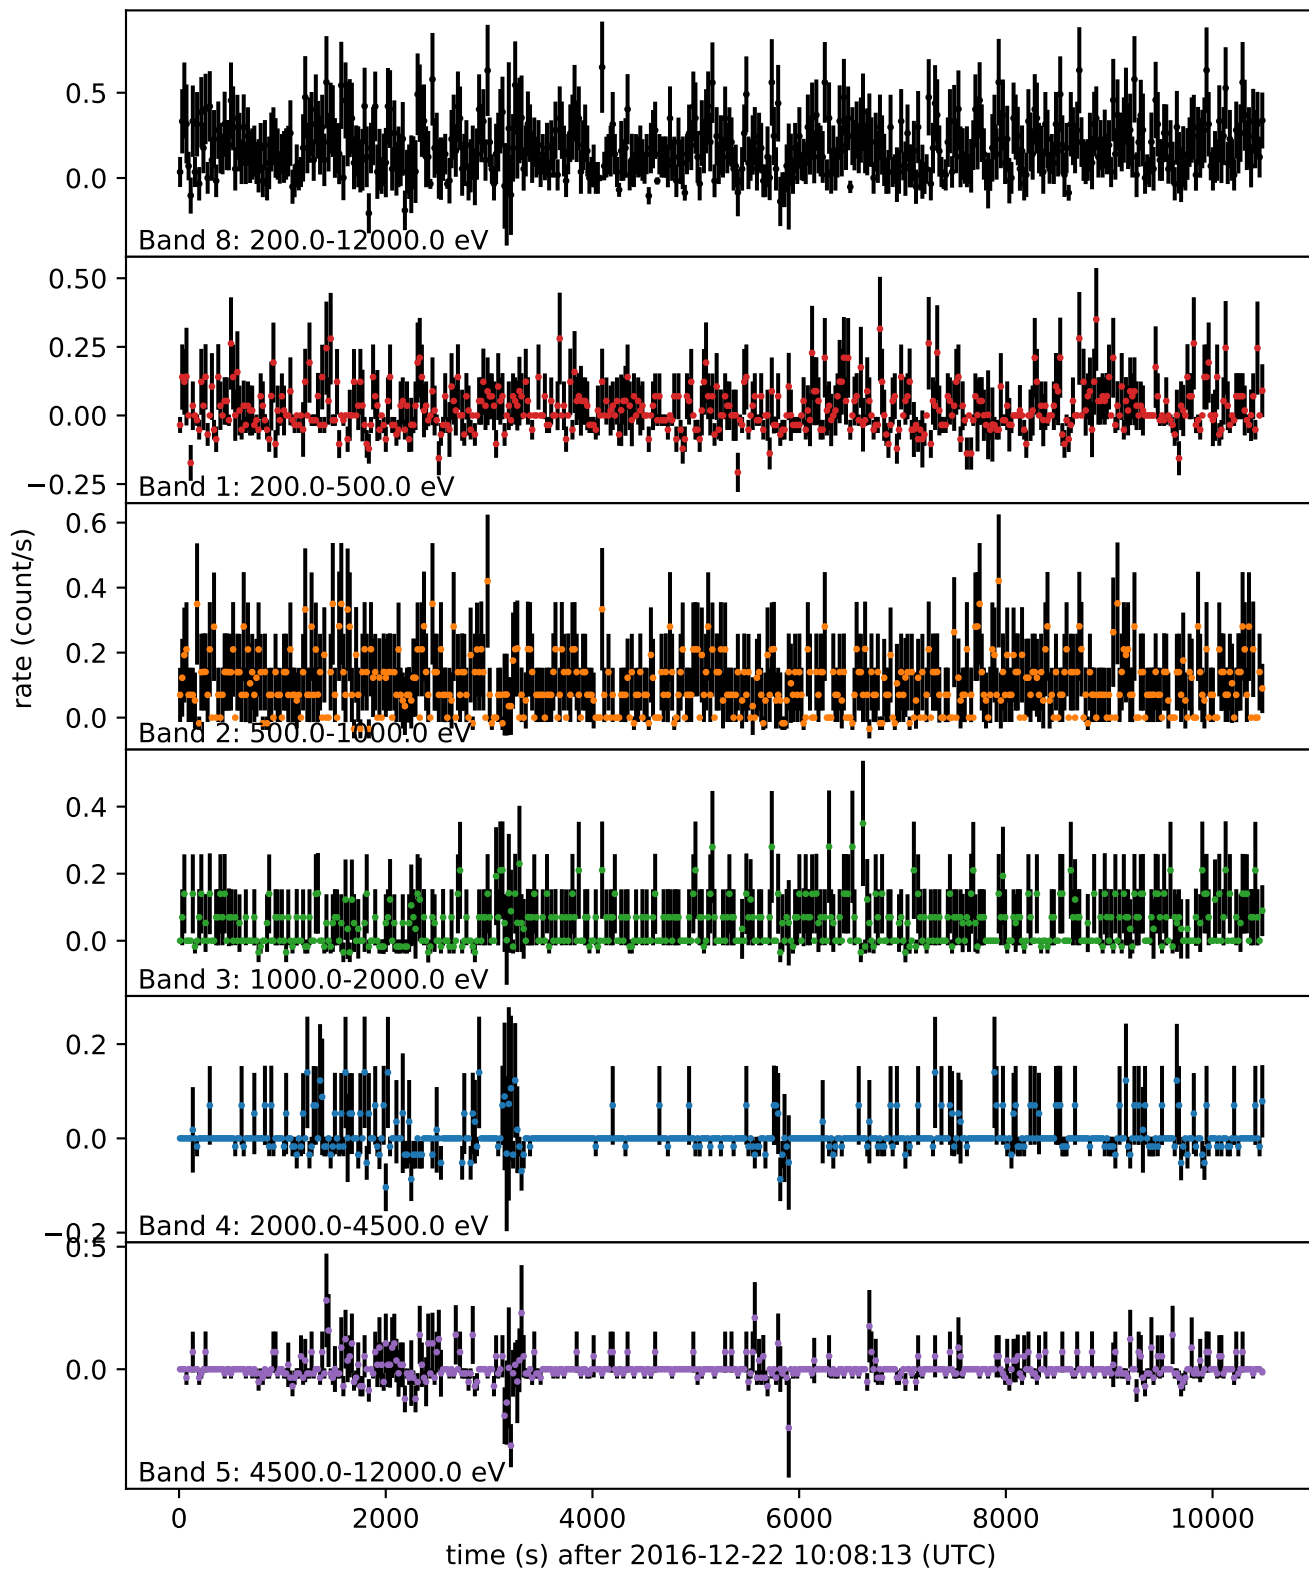 0.5
0.0
Band 8: 200.0-12000.0 eV
0.50
0.25
0.00
−0.25
Band 1: 200.0-500.0 eV
0.6
0.4
0.2
0.0
Band 2: 500.0-1000.0 eV
rate (count/s)
0.4
0.2
0.0
Band 3: 1000.0-2000.0 eV
0.2
0.0
−0.2
Band 4: 2000.0-4500.0 eV
0.5
0.0
Band 5: 4500.0-12000.0 eV
0 2000 4000 6000 8000 10000
time (s) after 2016-12-22 10:08:13 (UTC)